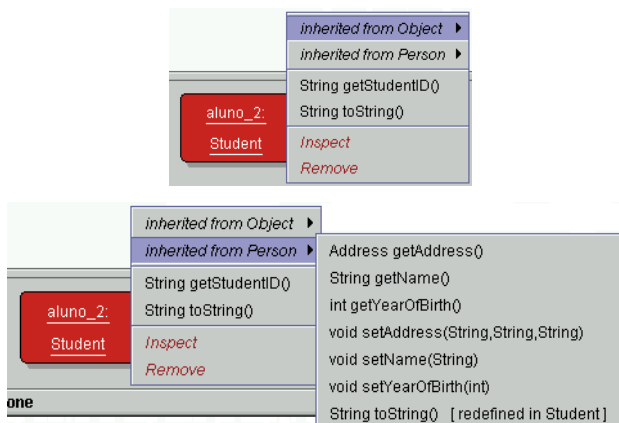 inherited from Object
inherited from Person
String getStudentID()
String toString()
Inspect
Remove
aluno_2:
Student
inherited from Object
inherited from Person
String getStudentID()
String toString()
Inspect
Remove
aluno_2:
Student
one
Address getAddress()
String getName()
int getYearOfBirth()
void setAddress(String,String,String)
void setName(String)
void setYearOfBirth(int)
String toString() [ redefined in Student ]